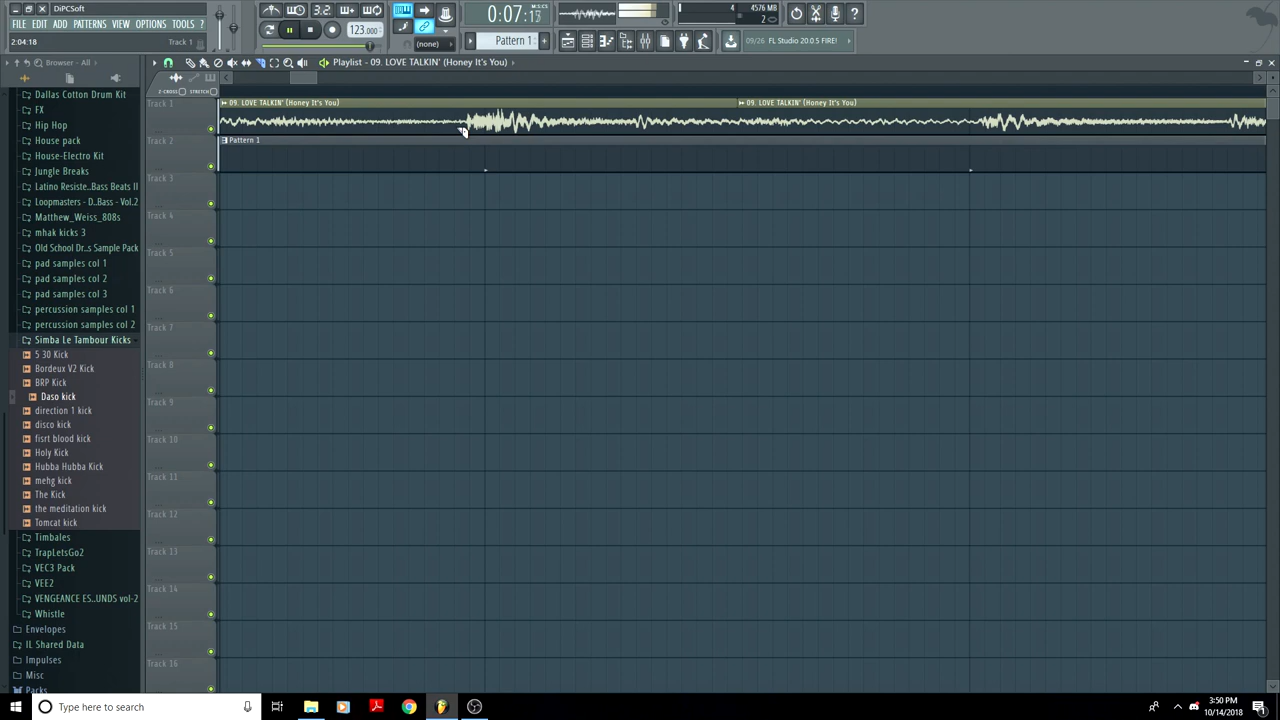 DiPCSoft
FILE EDIT ADD PATTERNS VIEW OPTIONS TOOLS ?
2:04:18 Track 1
0:07:17
M:S:CS
123.000
(none)
Pattern 1
4 4576 MB
2
09/26 FL Studio 20.0.5 FIRE!
Browser - All
Playlist - 09. LOVE TALKIN' (Honey It's You)
Z-CROSS STRETCH
Dallas Cotton Drum Kit
FX
Hip Hop
House pack
House-Electro Kit
Jungle Breaks
Latino Resiste..Bass Beats II
Loopmasters - D..Bass - Vol.2
Matthew_Weiss_808s
mhak kicks 3
Old School Dr..s Sample Pack
pad samples col 1
pad samples col 2
pad samples col 3
percussion samples col 1
percussion samples col 2
Simba Le Tambour Kicks
5 30 Kick
Bordeux V2 Kick
BRP Kick
Daso kick
direction 1 kick
disco kick
fisrt blood kick
Holy Kick
Hubba Hubba Kick
mehg kick
The Kick
the meditation kick
Tomcat kick
Timbales
TrapLetsGo2
VEC3 Pack
VEE2
VENGEANCE ES..UNDS vol-2
Whistle
Envelopes
IL Shared Data
Impulses
Misc
Packs
Track 1
09. LOVE TALKIN' (Honey It's You)
09. LOVE TALKIN' (Honey It's You)
Track 2
Pattern 1
Track 3
Track 4
Track 5
Track 6
Track 7
Track 8
Track 9
Track 10
Track 11
Track 12
Track 13
Track 14
Track 15
Track 16
Type here to search
3:50 PM
10/14/2018